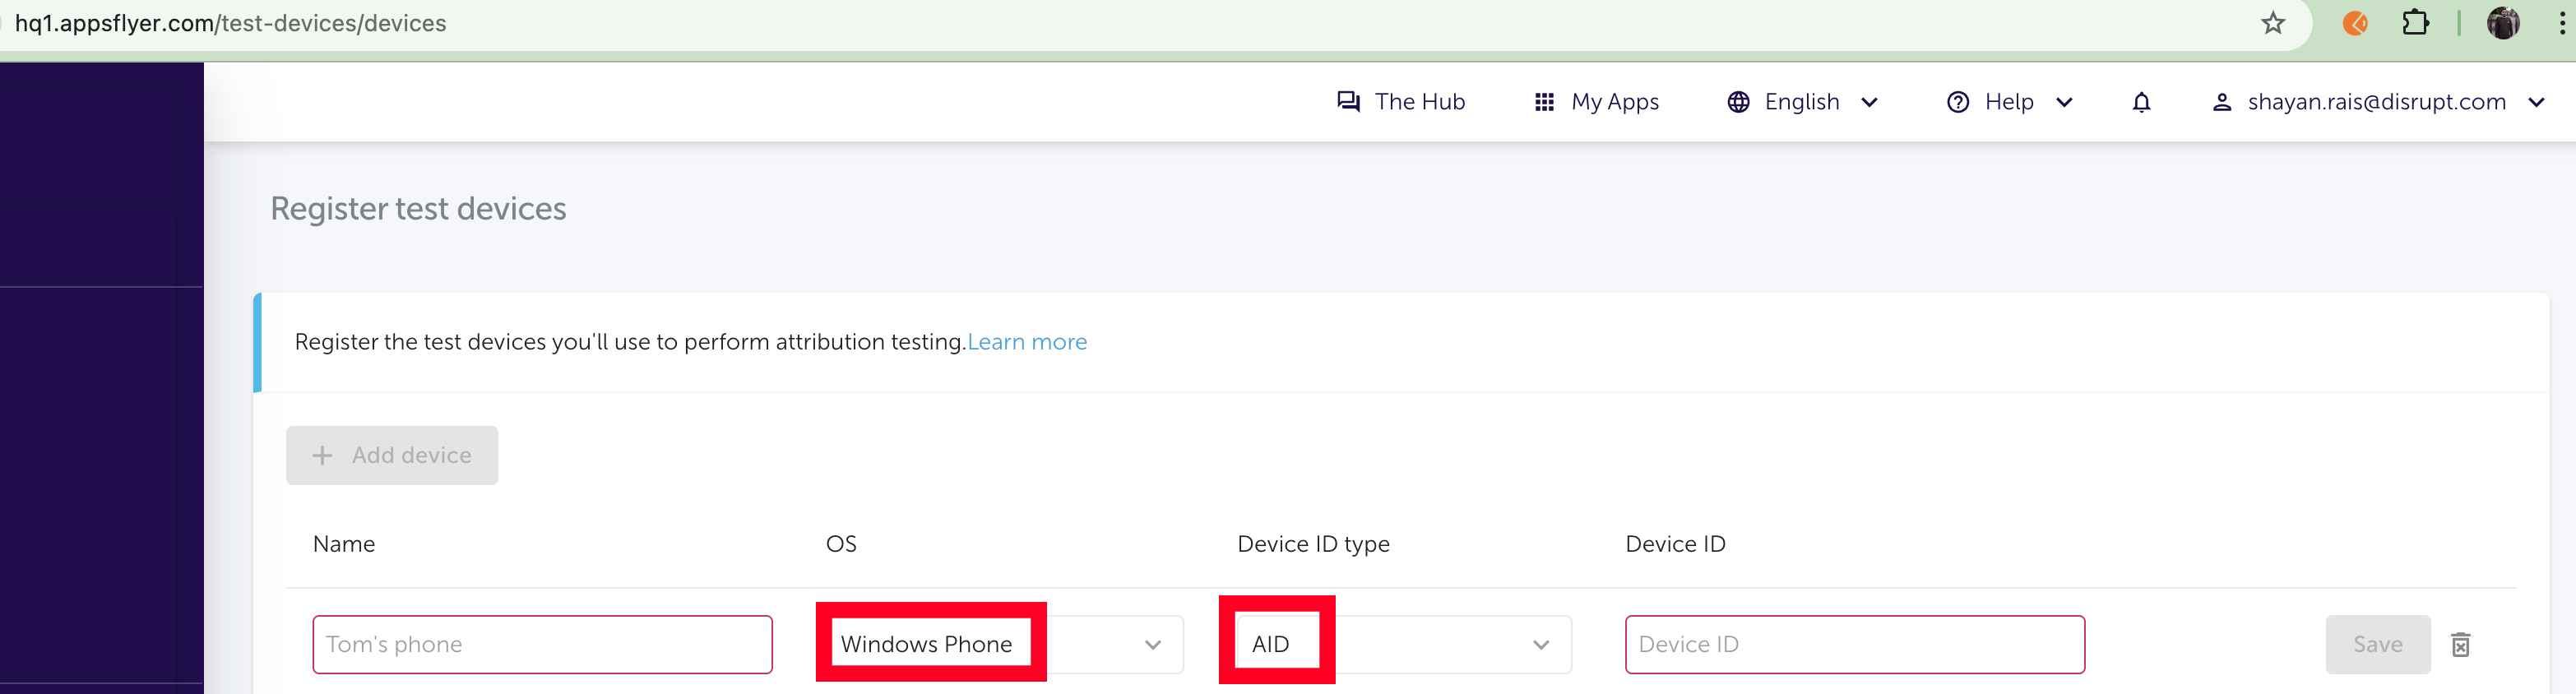 hq1.appsflyer.com/test-devices/devices
The Hub My Apps English Help shayan.rais@disrupt.com
Register test devices
Register the test devices you'll use to perform attribution testing.Learn more
+ Add device
Name OS Device ID type Device ID
Tom's phone Windows Phone AID Device ID Save